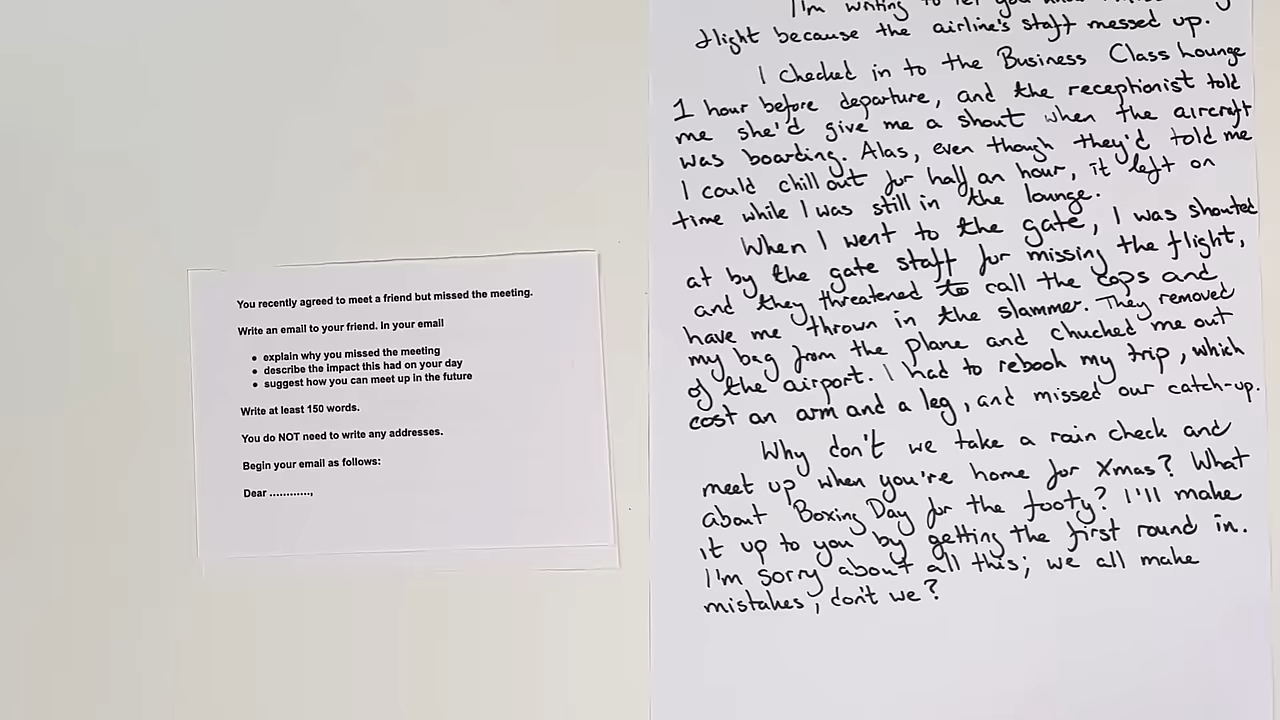 You recently agreed to meet a friend but missed the meeting.
Write an email to your friend. In your email
• explain why you missed the meeting
• describe the impact this had on your day
• suggest how you can meet up in the future
Write at least 150 words.
You do NOT need to write any addresses.
Begin your email as follows:
Dear ............,
I'm writing to let you know
flight because the airline's staff messed up.
I checked in to the Business Class Lounge
1 hour before departure, and the receptionist told
me she'd give me a shout when the aircraft
was boarding. Alas, even though they'd told me
I could chill out for half an hour, it left on
time while I was still in the lounge.
When I went to the gate, I was shouted
at by the gate staff for missing the flight,
and they threatened to call the cops and
have me thrown in the slammer. They removed
my bag from the plane and chucked me out
of the airport. I had to rebook my trip, which
cost an arm and a leg, and missed our catch-up.
Why don't we take a rain check and
meet up when you're home for Xmas? What
about Boxing Day for the footy? I'll make
it up to you by getting the first round in.
I'm sorry about all this; we all make
mistakes, don't we?